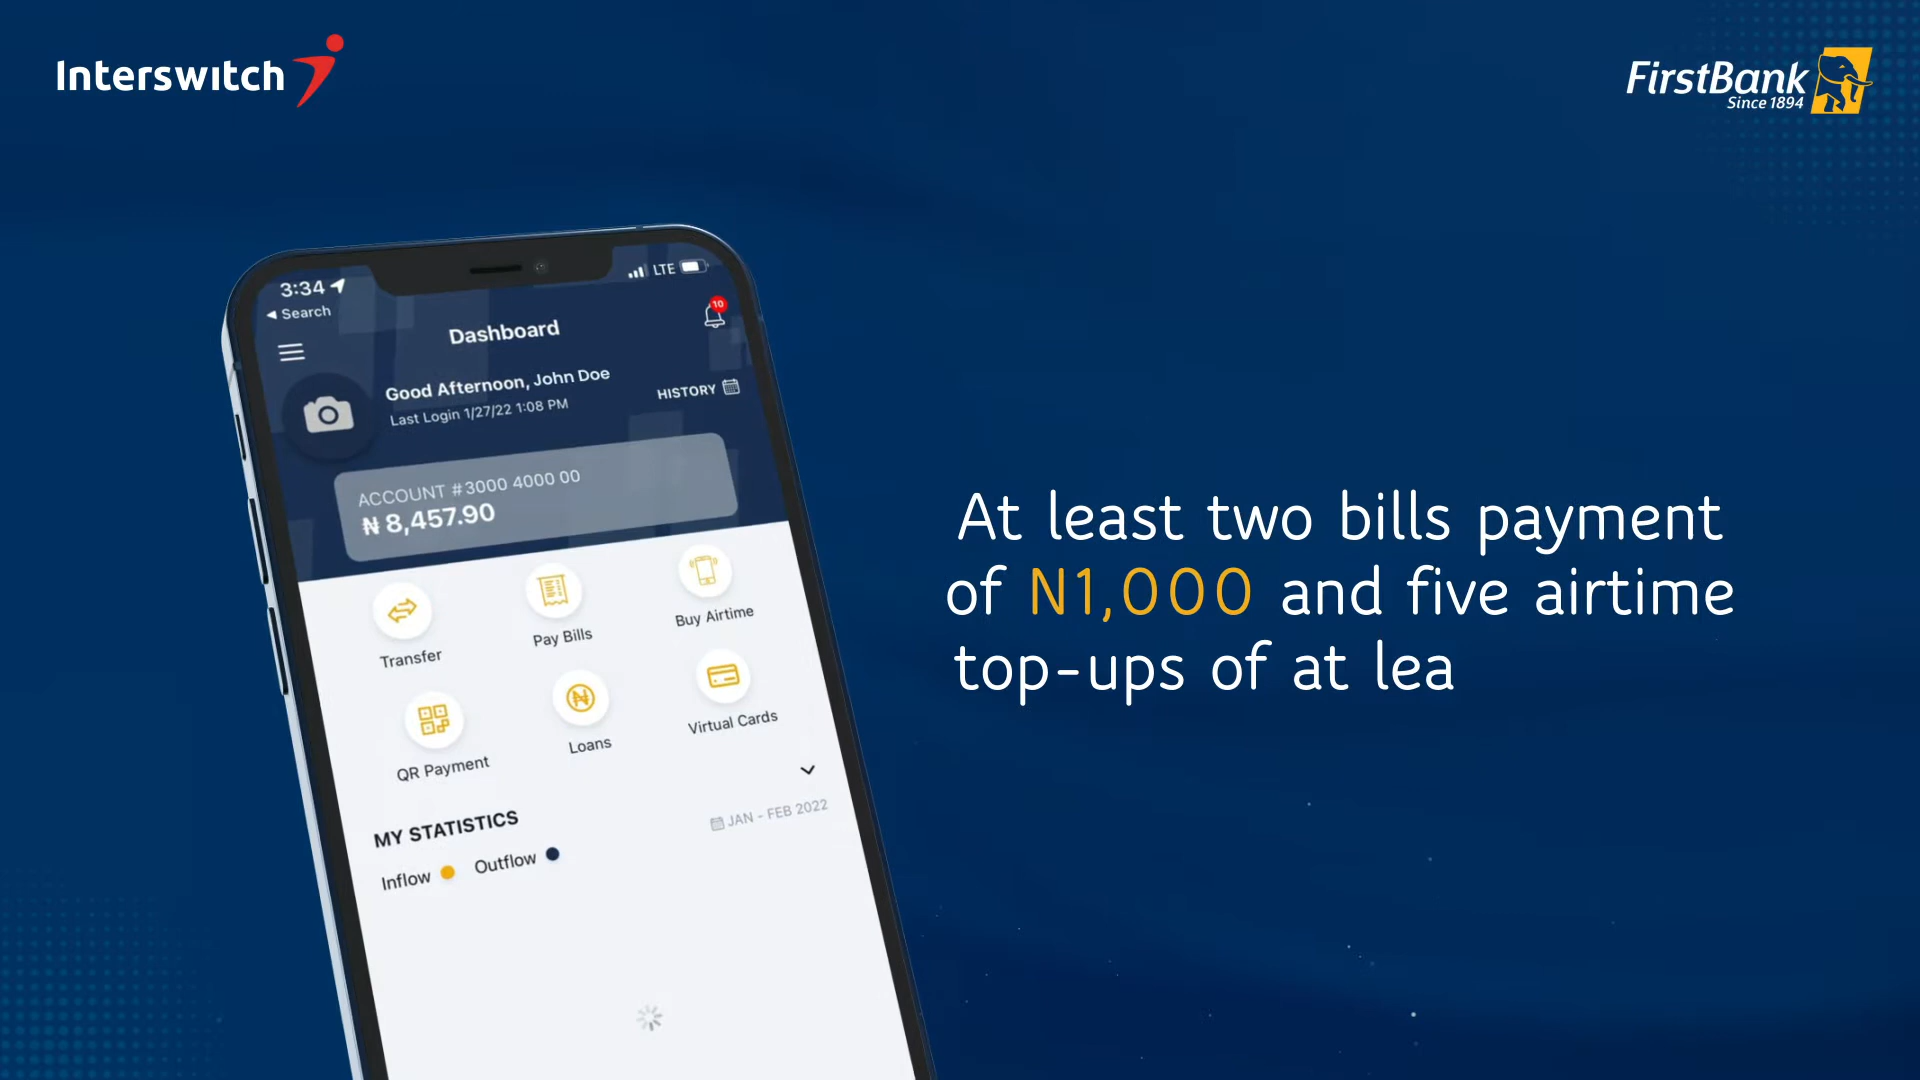 Interswitch
FirstBank
Since 1894
3:34
LTE
Search
10
Dashboard
Good Afternoon, John Doe
Last Login 1/27/22 1:08 PM
HISTORY
ACCOUNT #3000 4000 00
₦ 8,457.90
Transfer
Pay Bills
Buy Airtime
QR Payment
Loans
Virtual Cards
MY STATISTICS
JAN - FEB 2022
Inflow
Outflow
At least two bills payment
of N1,000 and five airtime
top-ups of at lea